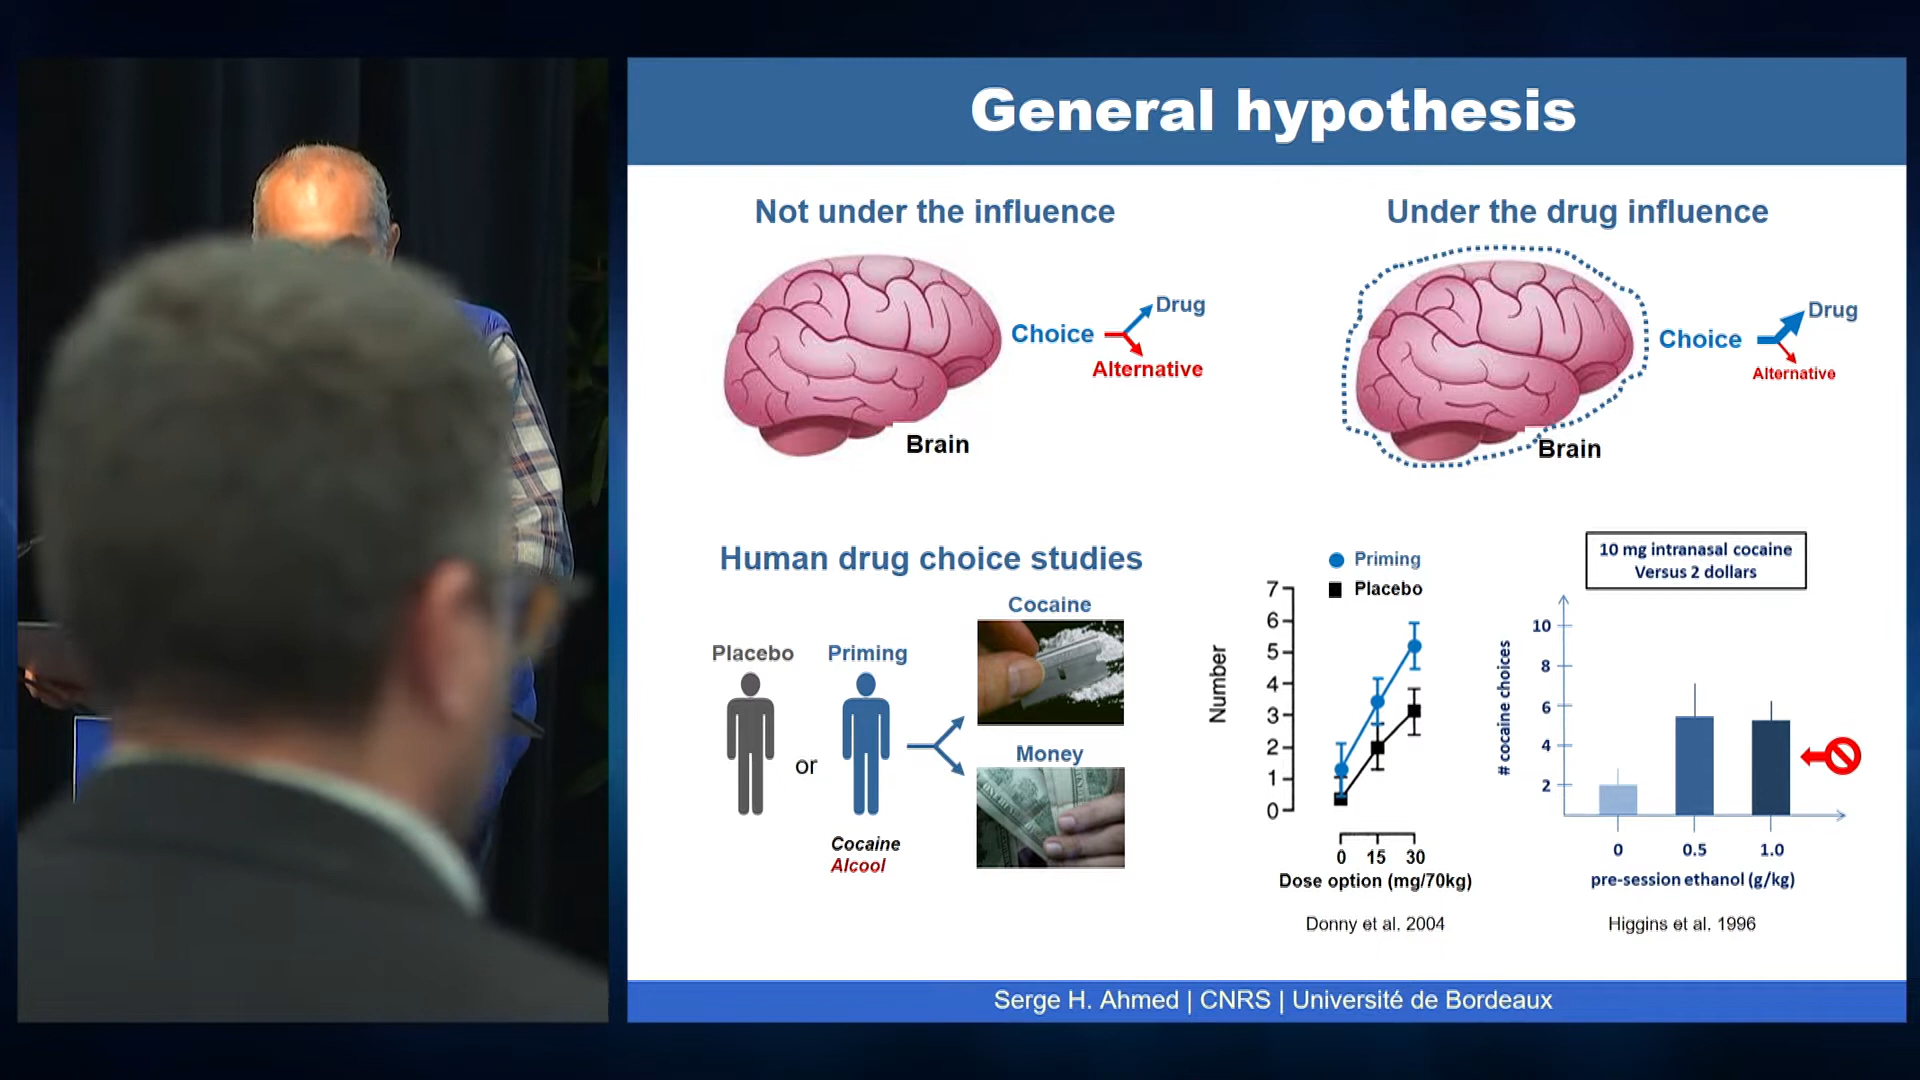 General hypothesis
Not under the influence
Choice
Drug
Alternative
Brain
Under the drug influence
Choice
Drug
Alternative
Brain
Human drug choice studies
Placebo
or
Priming
Cocaine
Alcool
Cocaine
Money
Priming
Placebo
Number
7
6
5
4
3
2
1
0
0 15 30
Dose option (mg/70kg)
Donny et al. 2004
10 mg intranasal cocaine
Versus 2 dollars
# cocaine choices
10
8
6
4
2
0 0.5 1.0
pre-session ethanol (g/kg)
Higgins et al. 1996
Serge H. Ahmed | CNRS | Université de Bordeaux